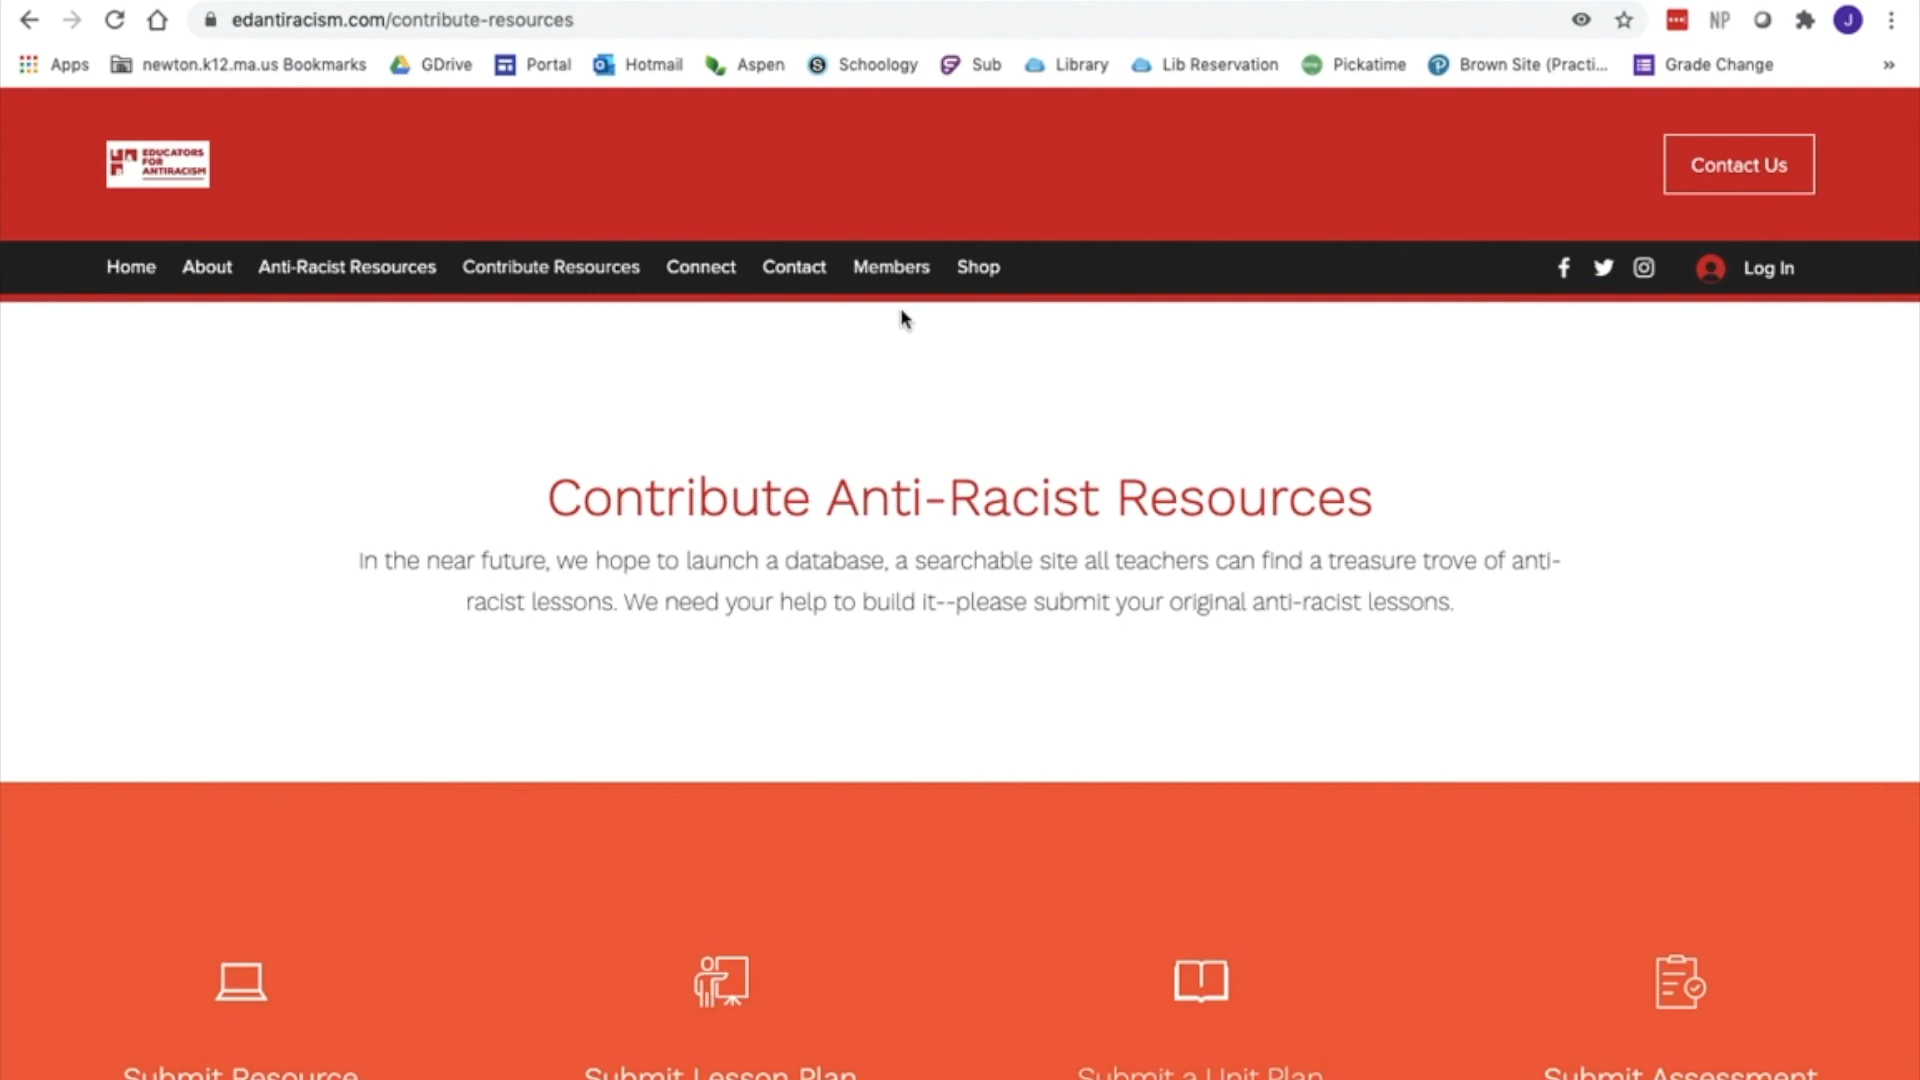 edantiracism.com/contribute-resources
NP
J
Apps newton.k12.ma.us Bookmarks GDrive Portal Hotmail Aspen Schoology Sub Library Lib Reservation Pickatime Brown Site (Practi... Grade Change »
EDUCATORS
FOR
ANTIRACISM
Contact Us
Home About Anti-Racist Resources Contribute Resources Connect Contact Members Shop Log In
Contribute Anti-Racist Resources
In the near future, we hope to launch a database, a searchable site all teachers can find a treasure trove of anti-
racist lessons. We need your help to build it--please submit your original anti-racist lessons.
Submit Resource Submit Lesson Plan Submit a Unit Plan Submit Assessment